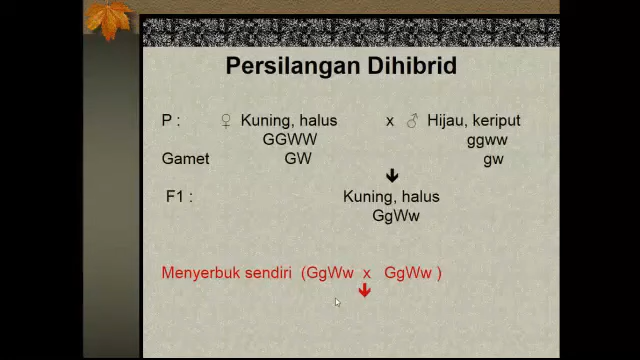 Persilangan Dihibrid
P : ♀ Kuning, halus x ♂ Hijau, keriput
GGWW ggww
Gamet GW gw
F1 : Kuning, halus
GgWw
Menyerbuk sendiri (GgWw x GgWw )